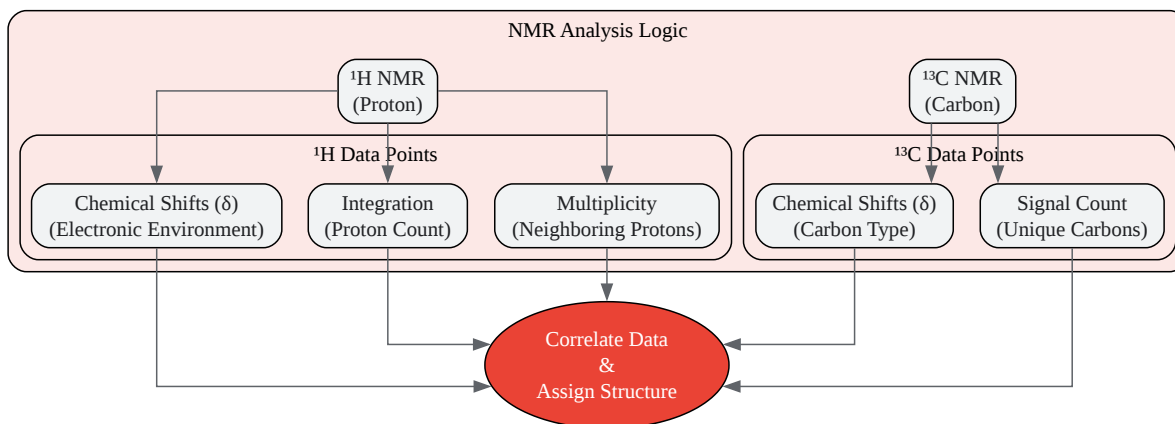 NMR Analysis Logic
¹H NMR
(Proton)
¹³C NMR
(Carbon)
¹H Data Points
¹³C Data Points
Chemical Shifts (δ)
(Electronic Environment)
Integration
(Proton Count)
Multiplicity
(Neighboring Protons)
Chemical Shifts (δ)
(Carbon Type)
Signal Count
(Unique Carbons)
Correlate Data
&
Assign Structure